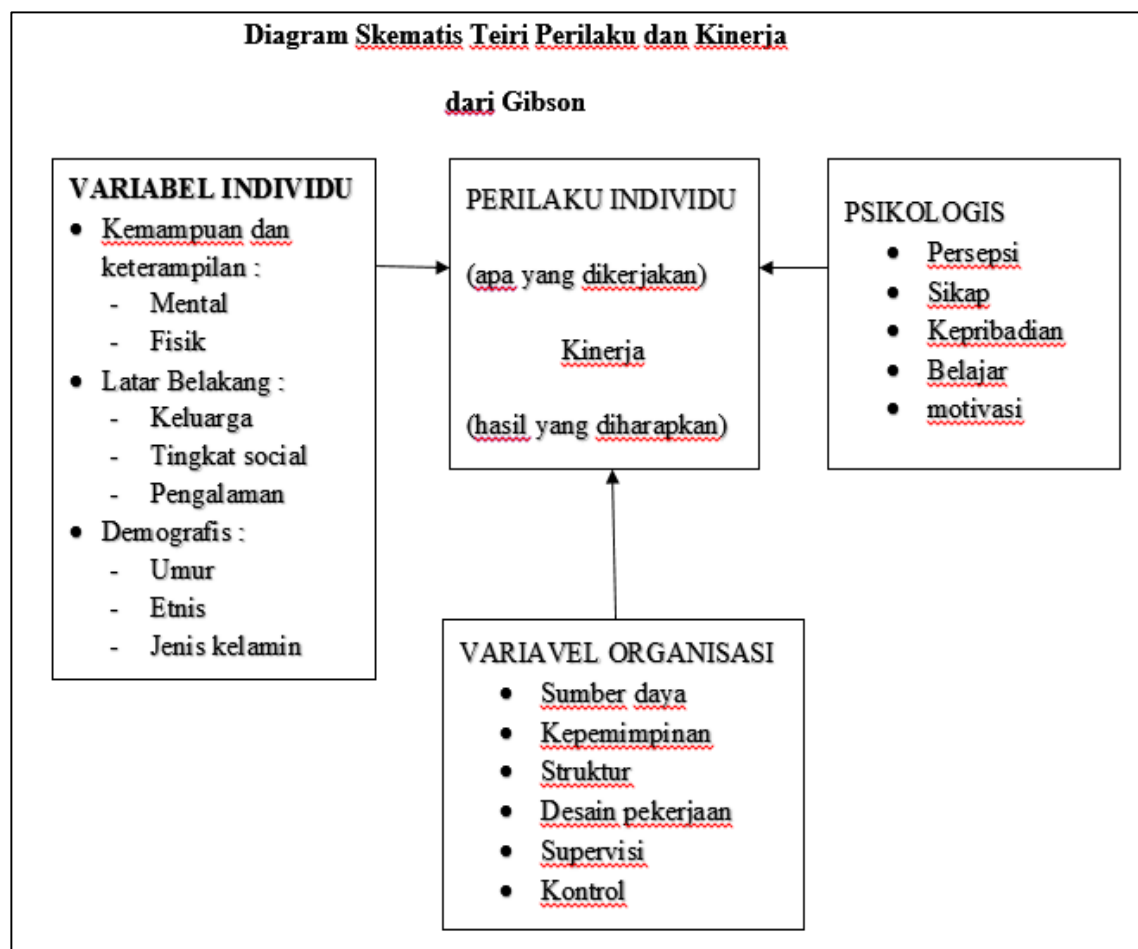 Diagram Skematis Teiri Perilaku dan Kinerja
dari Gibson
VARIABEL INDIVIDU
• Kemampuan dan
keterampilan :
- Mental
- Fisik
• Latar Belakang :
- Keluarga
- Tingkat social
- Pengalaman
• Demografis :
- Umur
- Etnis
- Jenis kelamin
PERILAKU INDIVIDU
(apa yang dikerjakan)
Kinerja
(hasil yang diharapkan)
PSIKOLOGIS
• Persepsi
• Sikap
• Kepribadian
• Belajar
• motivasi
VARIAVEL ORGANISASI
• Sumber daya
• Kepemimpinan
• Struktur
• Desain pekerjaan
• Supervisi
• Kontrol